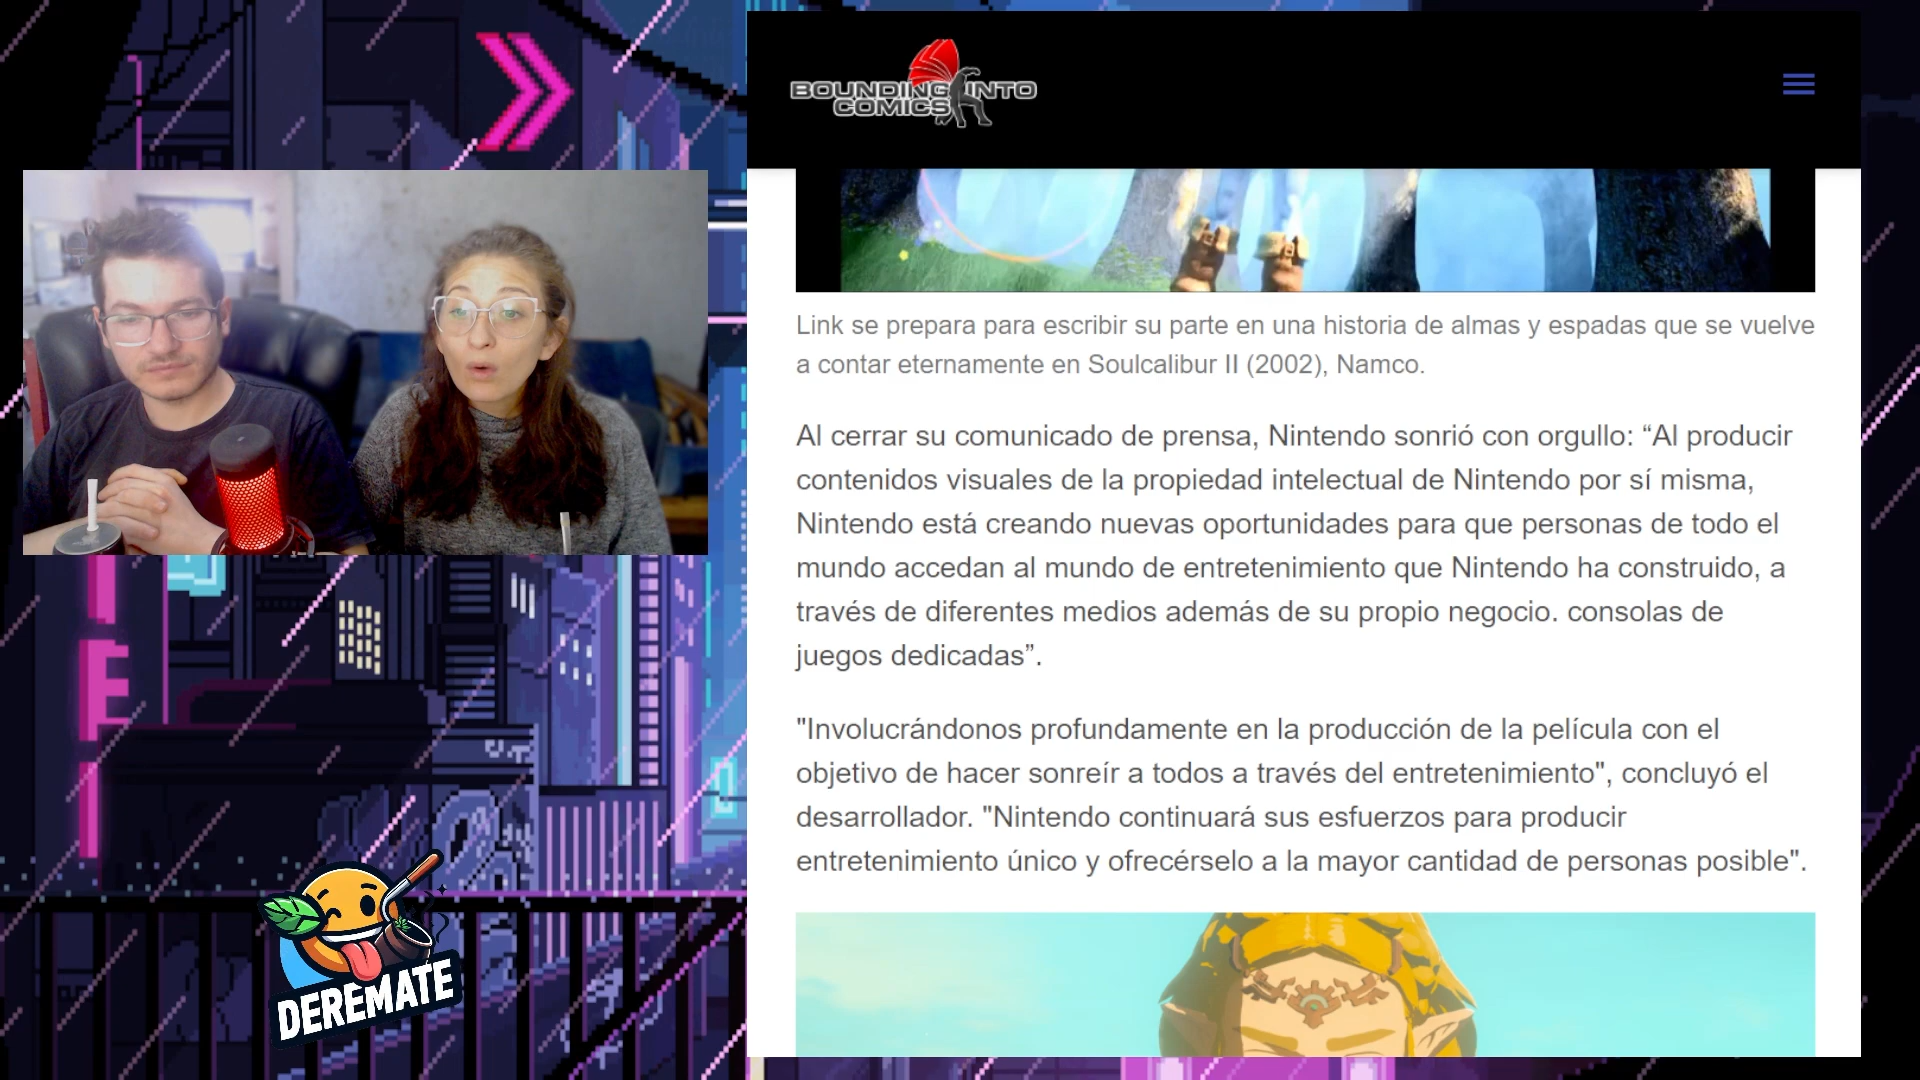 BOUNDING INTO
COMICS
Link se prepara para escribir su parte en una historia de almas y espadas que se vuelve
a contar eternamente en Soulcalibur II (2002), Namco.
Al cerrar su comunicado de prensa, Nintendo sonrió con orgullo: “Al producir
contenidos visuales de la propiedad intelectual de Nintendo por sí misma,
Nintendo está creando nuevas oportunidades para que personas de todo el
mundo accedan al mundo de entretenimiento que Nintendo ha construido, a
través de diferentes medios además de su propio negocio. consolas de
juegos dedicadas”.
"Involucrándonos profundamente en la producción de la película con el
objetivo de hacer sonreír a todos a través del entretenimiento", concluyó el
desarrollador. "Nintendo continuará sus esfuerzos para producir
entretenimiento único y ofrecérselo a la mayor cantidad de personas posible".
DEREMATE